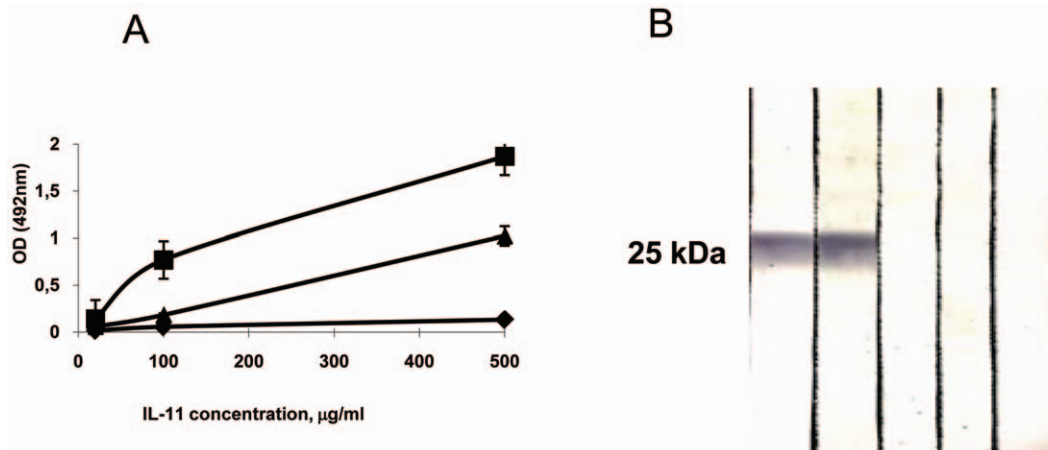 A
B
OD (492nm)
2
1,5
1
0,5
0
0
100
200
300
400
500
IL-11 concentration, μg/ml
25 kDa